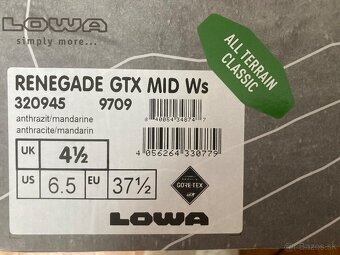 LOWA
simply more...
ALL TERRAIN
CLASSIC
RENEGADE GTX MID Ws
320945 9709
anthrazit/mandarine
anthracite/mandarin
UK 4½
US 6.5 EU 37½
4 056264 330779
GORE-TEX
LOWA